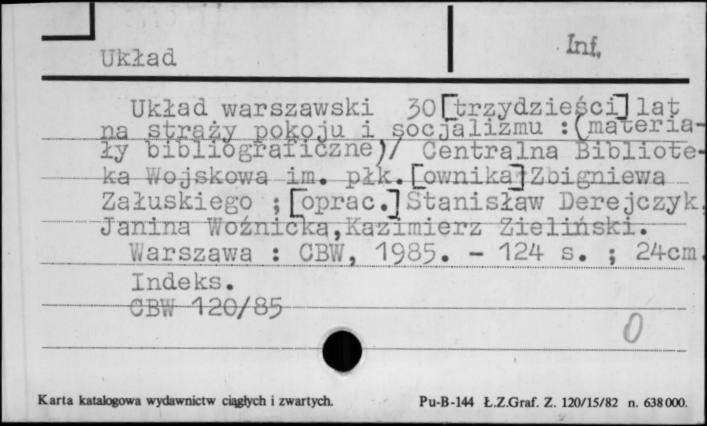 Układ
Inf.
Układ warszawski 30[trzydzieści] lat
na straży pokoju i socjalizmu :(materia-
ły bibliograficzne)/ Centralna Bibliote-
ka Wojskowa im. płk.[ownika]Zbigniewa
Załuskiego ; [oprac.]Stanisław Derejczyk,
Janina Woźnicka,Kazimierz Zieliński.
Warszawa : CBW, 1985. - 124 s. ; 24cm.
Indeks.
CBW 120/85
0
Karta katalogowa wydawnictw ciągłych i zwartych.
Pu-B-144 Ł.Z.Graf. Z. 120/15/82 n. 638000.